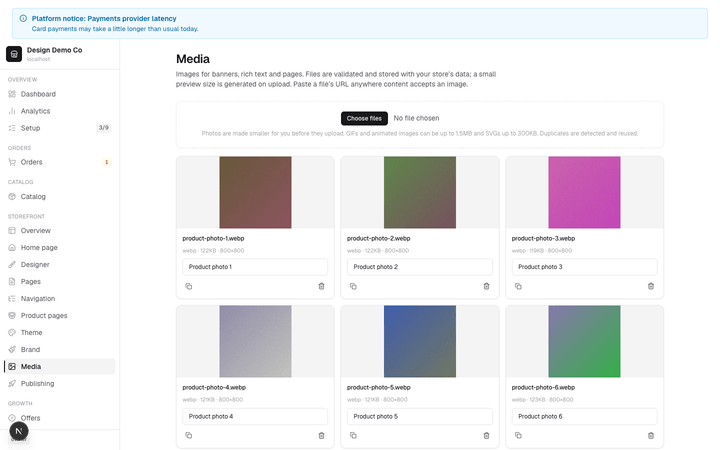 Platform notice: Payments provider latency
Card payments may take a little longer than usual today.
Design Demo Co
localhost
OVERVIEW
Dashboard
Analytics
Setup 3/9
ORDERS
Orders 1
CATALOG
Catalog
STOREFRONT
Overview
Home page
Designer
Pages
Navigation
Product pages
Theme
Brand
Media
Publishing
GROWTH
Offers
N
Media
Images for banners, rich text and pages. Files are validated and stored with your store's data; a small
preview size is generated on upload. Paste a file's URL anywhere content accepts an image.
Choose files No file chosen
Photos are made smaller for you before they upload. GIFs and animated images can be up to 1.5MB and SVGs up to 300KB. Duplicates are detected and reused.
product-photo-1.webp
webp · 122KB · 800×800
Product photo 1
product-photo-2.webp
webp · 122KB · 800×800
Product photo 2
product-photo-3.webp
webp · 119KB · 800×800
Product photo 3
product-photo-4.webp
webp · 121KB · 800×800
Product photo 4
product-photo-5.webp
webp · 121KB · 800×800
Product photo 5
product-photo-6.webp
webp · 123KB · 800×800
Product photo 6